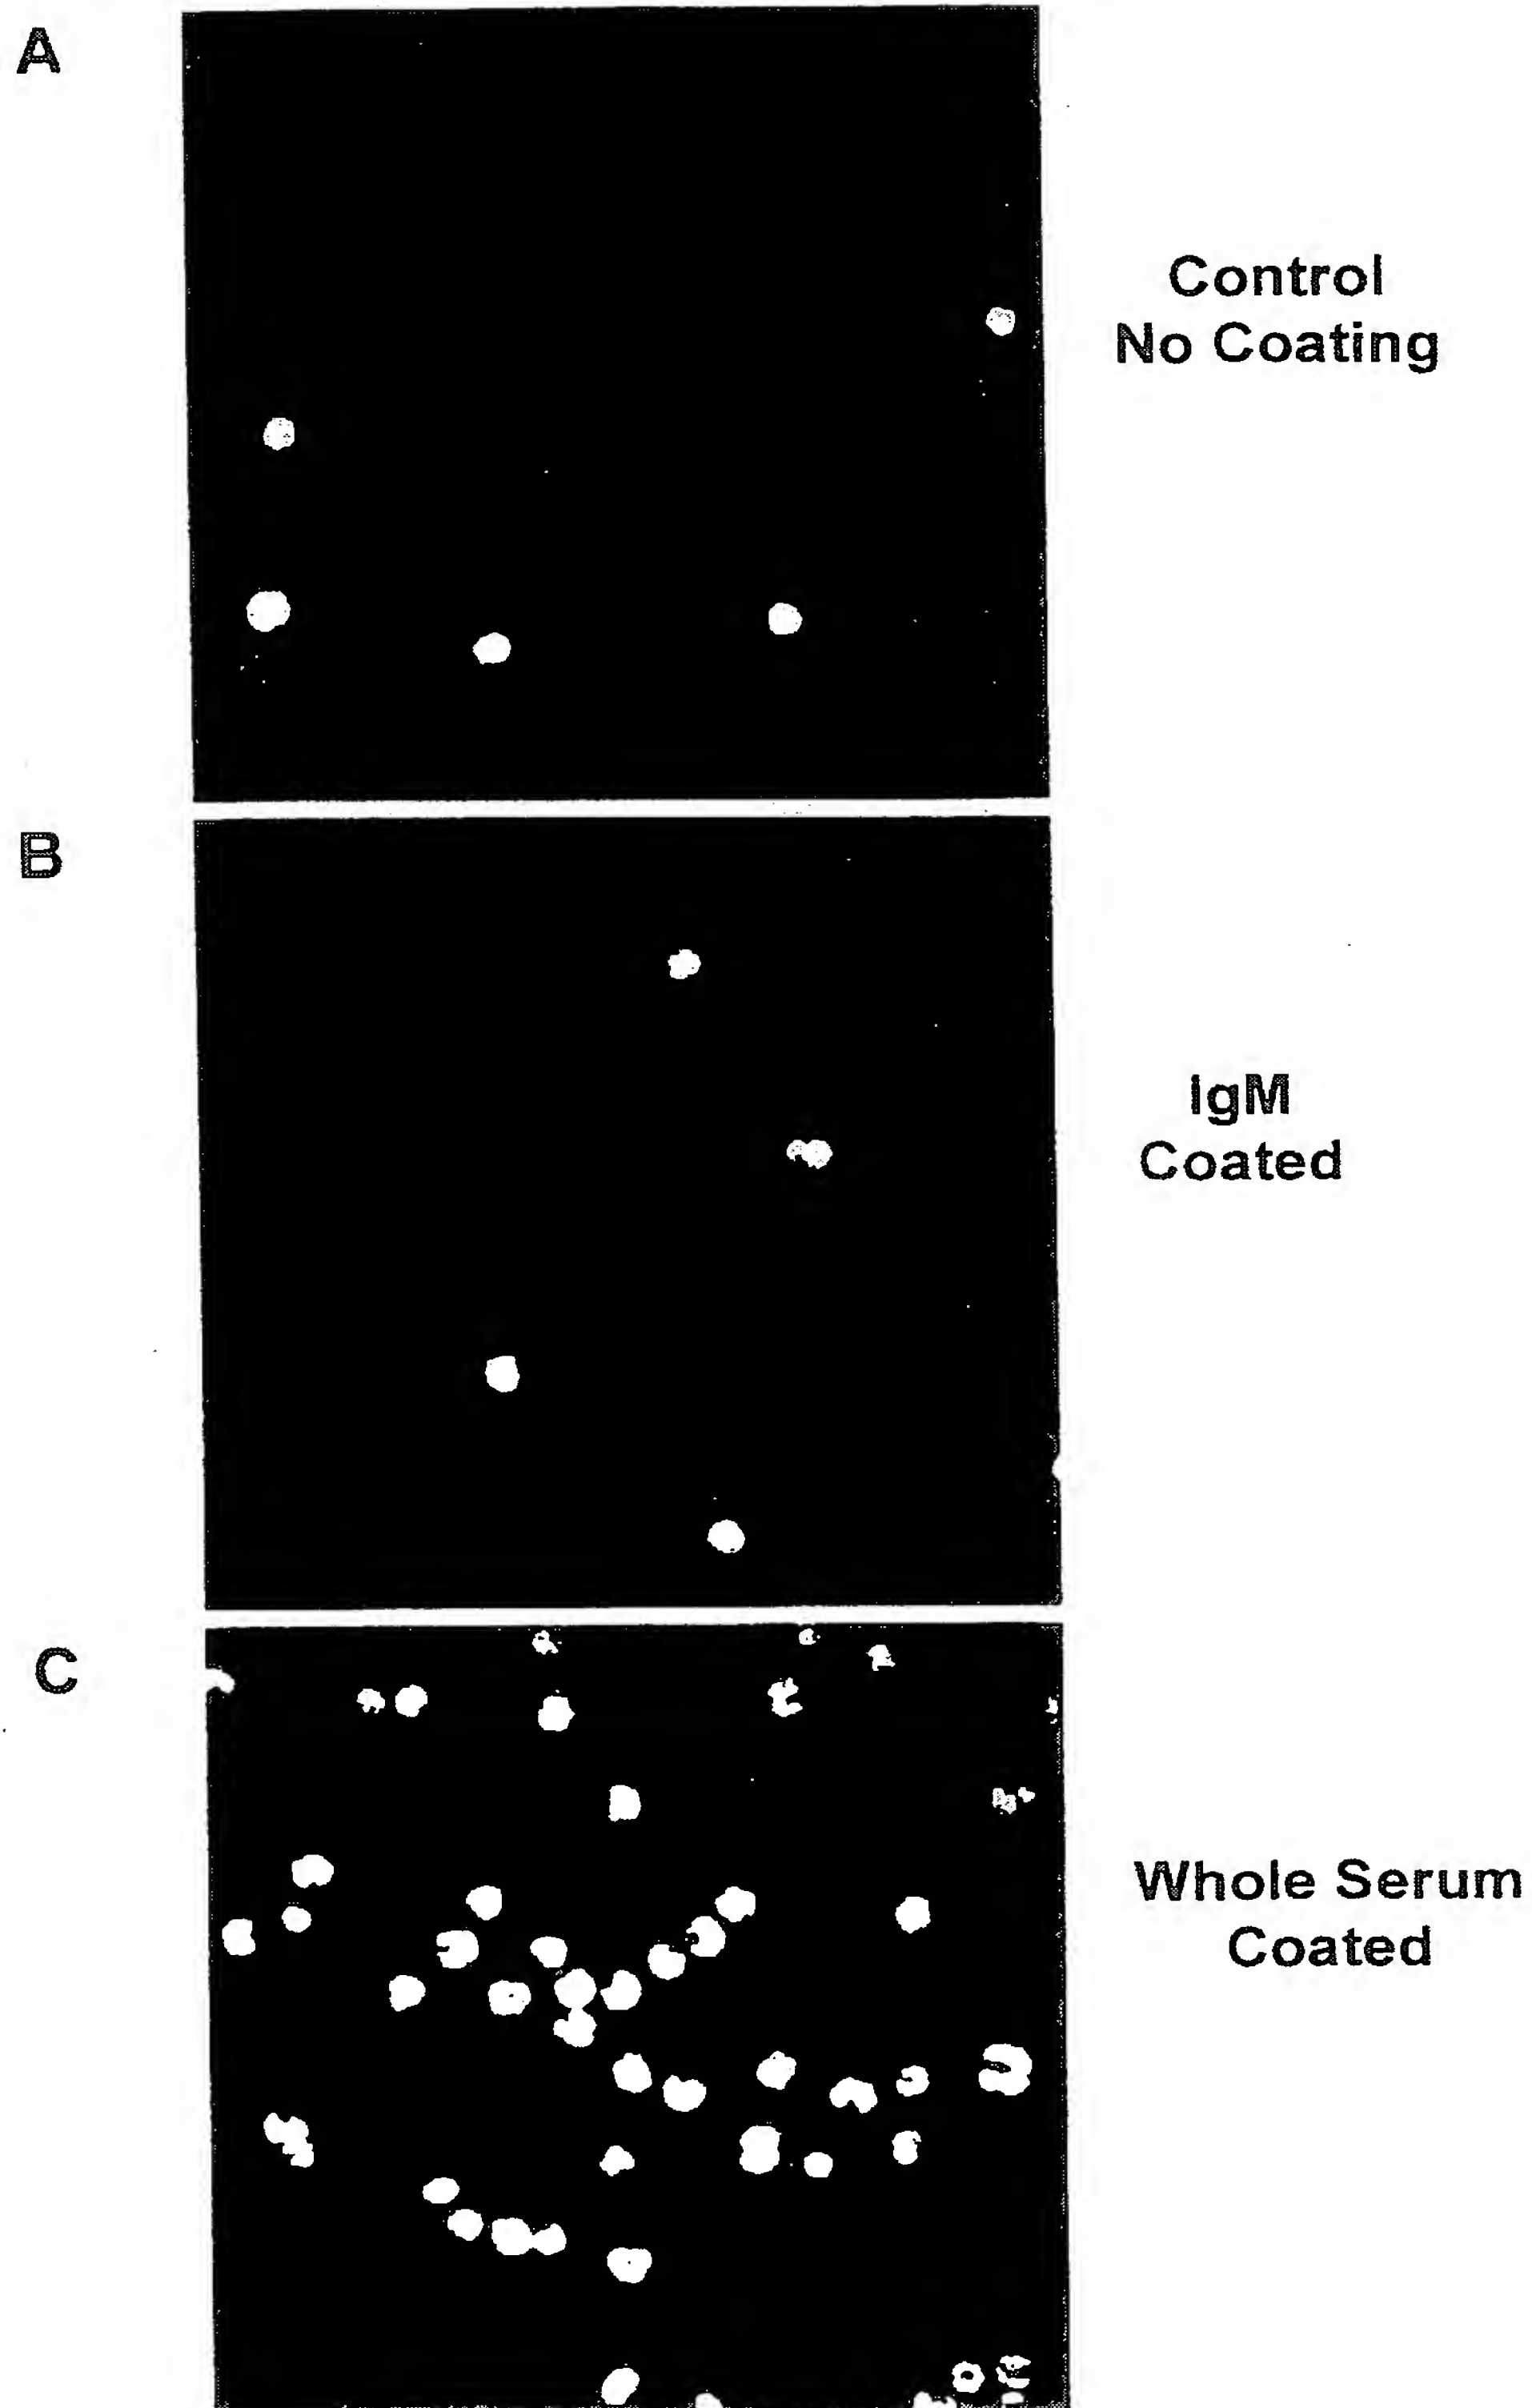 A
Control
No Coating
B
IgM
Coated
C
Whole Serum
Coated